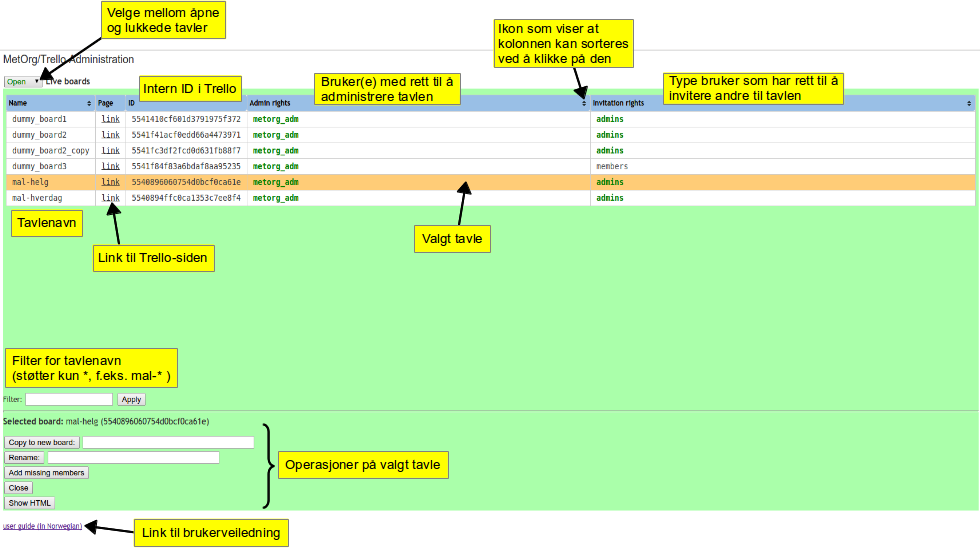 Velge mellom åpne
og lukkede tavler
Ikon som viser at
kolonnen kan sorteres
ved å klikke på den
MetOrg/Trello Administration
Open Live boards
Intern ID i Trello
Bruker(e) med rett til å
administrere tavlen
Type bruker som har rett til å
invitere andre til tavlen
Name Page ID Admin rights Invitation rights
dummy_board1 link 5541410cf601d3791975f372 metorg_adm admins
dummy_board2 link 5541f41acf0edd66a4473971 metorg_adm admins
dummy_board2_copy link 5541fc3df2fcd0d631fb88f7 metorg_adm admins
dummy_board3 link 5541f84f83a6bdaf8aa95235 metorg_adm members
mal-helg link 5540896060754d0bcf0ca61e metorg_adm admins
mal-hverdag link 5540894ffc0ca1353c7ee8f4 metorg_adm admins
Tavlenavn
Valgt tavle
Link til Trello-siden
Filter for tavlenavn
(støtter kun *, f.eks. mal-* )
Filter: Apply
Selected board: mal-helg (5540896060754d0bcf0ca61e)
Copy to new board:
Rename:
Operasjoner på valgt tavle
Add missing members
Close
Show HTML
user guide (in Norwegian)
Link til brukerveiledning